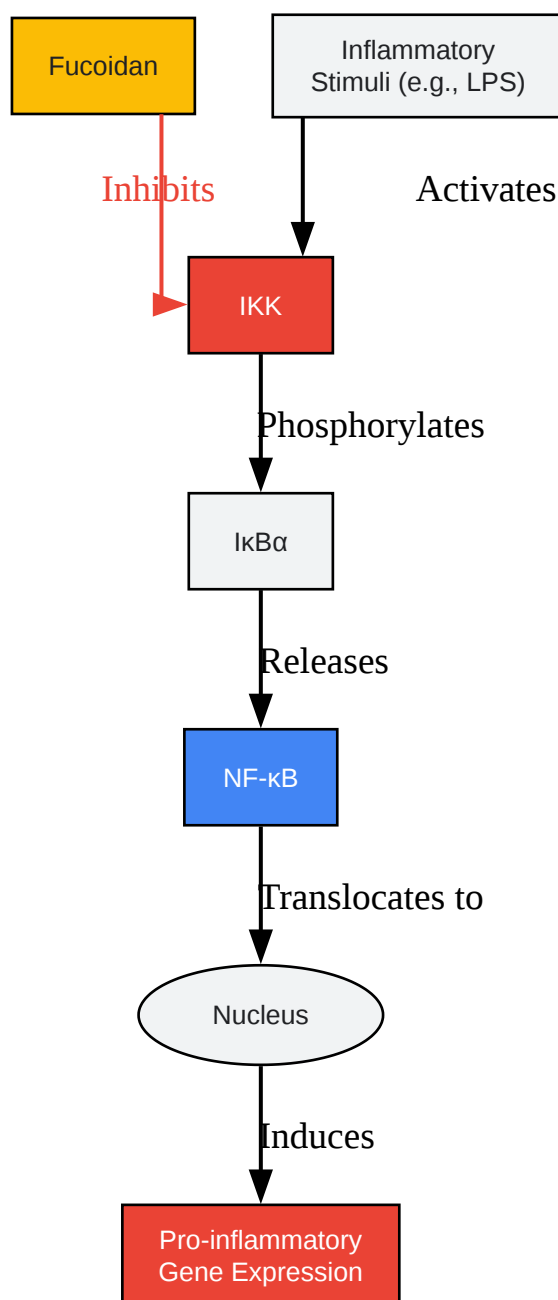 Fucoidan
Inflammatory
Stimuli (e.g., LPS)
Inhibits
Activates
IKK
Phosphorylates
IκBα
Releases
NF-κB
Translocates to
Nucleus
Induces
Pro-inflammatory
Gene Expression